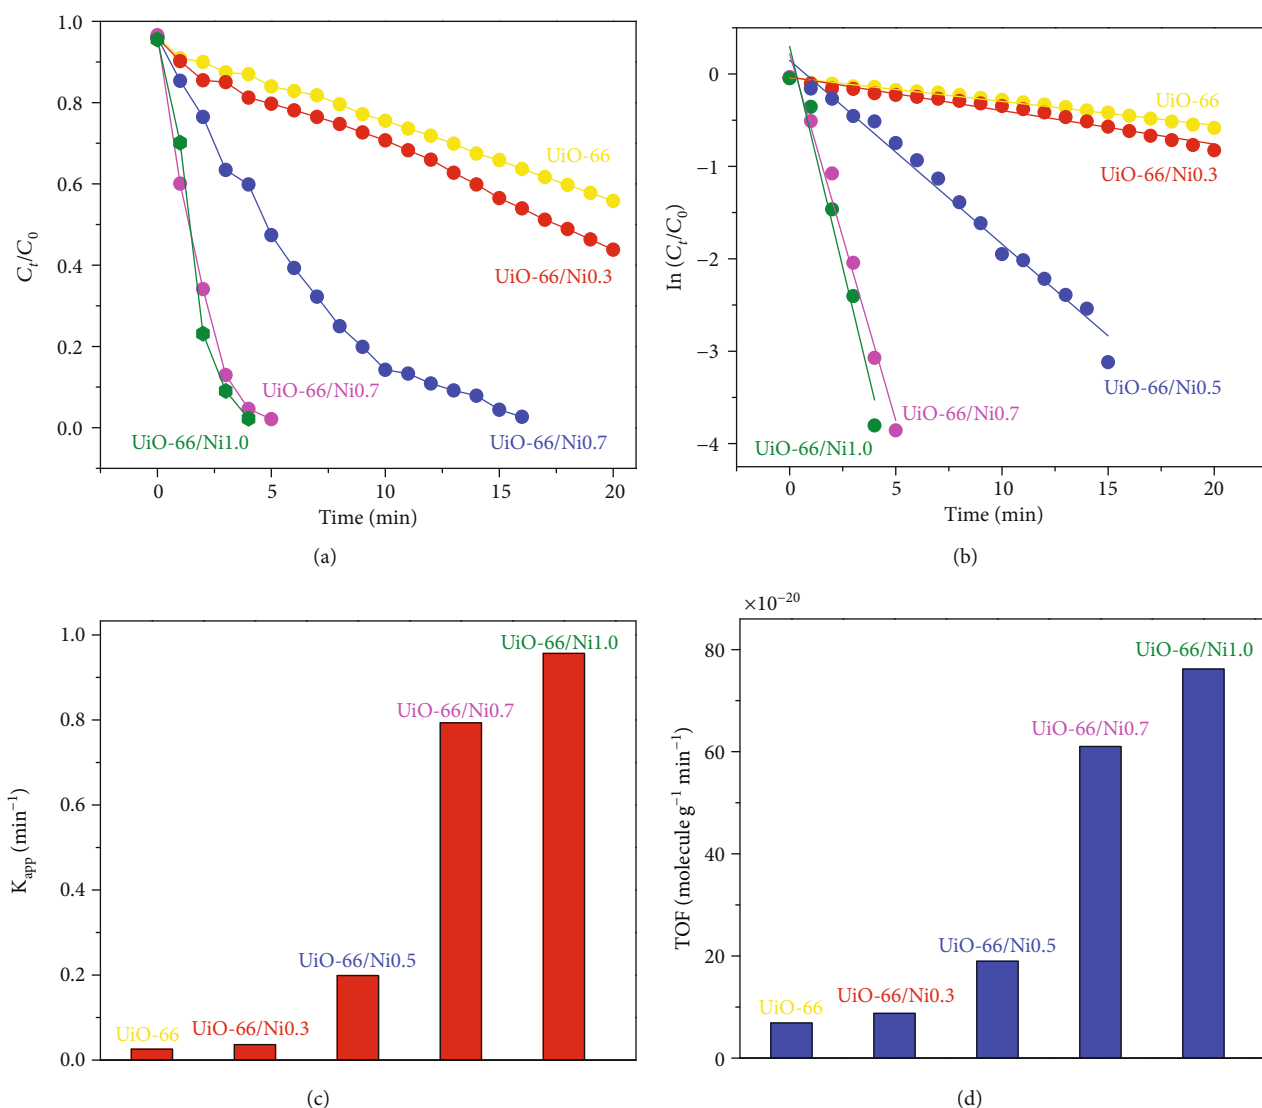 1.0
0.8
0.6
0.4
0.2
0.0
Cₜ/C₀
UiO-66
UiO-66/Ni0.3
UiO-66/Ni0.7
UiO-66/Ni1.0
UiO-66/Ni0.7
0 5 10 15 20
Time (min)
(a)
0
−1
−2
−3
−4
In (Cₜ/C₀)
UiO-66
UiO-66/Ni0.3
UiO-66/Ni0.5
UiO-66/Ni0.7
UiO-66/Ni1.0
0 5 10 15 20
Time (min)
(b)
1.0
0.8
0.6
0.4
0.2
0.0
K_app (min⁻¹)
UiO-66
UiO-66/Ni0.3
UiO-66/Ni0.5
UiO-66/Ni0.7
UiO-66/Ni1.0
(c)
×10⁻²⁰
80
60
40
20
0
TOF (molecule g⁻¹ min⁻¹)
UiO-66
UiO-66/Ni0.3
UiO-66/Ni0.5
UiO-66/Ni0.7
UiO-66/Ni1.0
(d)